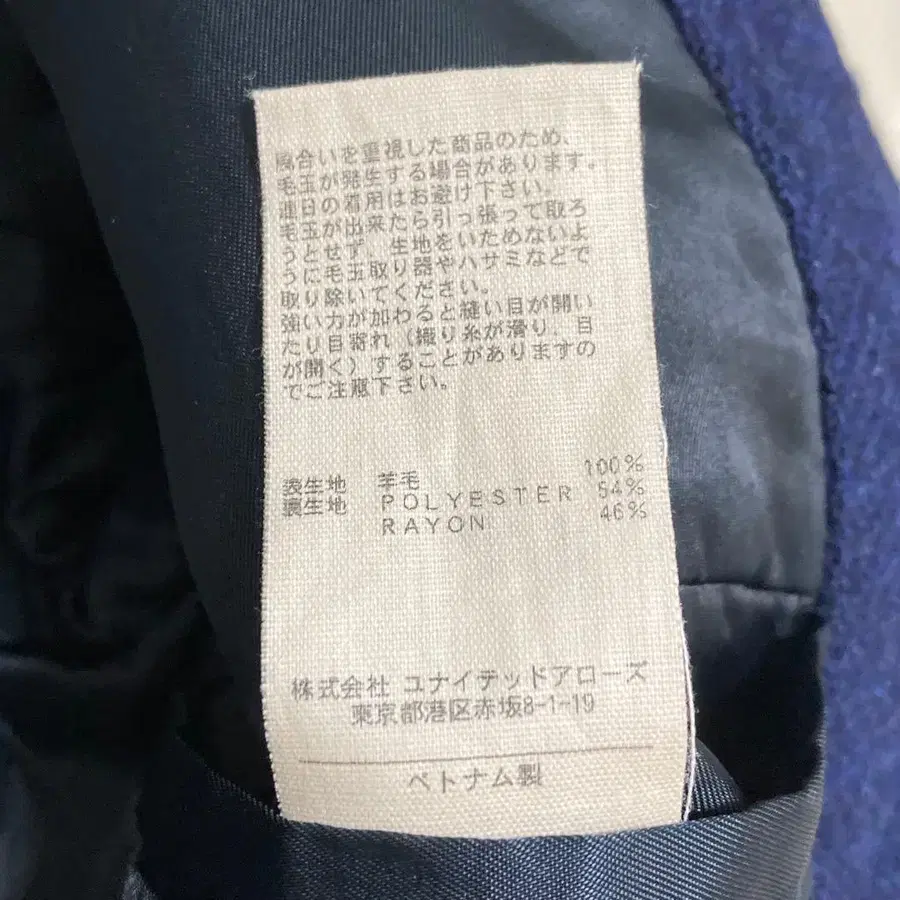 風合いを重視した商品のため、
毛玉が発生する場合があります。
連日の着用はお避け下さい。
毛玉が出来たら引っ張って取ろ
うとせず、生地をいためないよ
うに毛玉取り器やハサミなどで
取り除いてください。
強い力が加わると縫い目が開い
たり目寄れ（織り糸が滑り、目
が開く）することがありますの
でご注意下さい。
表生地 羊毛 100%
裏生地 POLYESTER 54%
RAYON 46%
株式会社 ユナイテッドアローズ
東京都港区赤坂8-1-19
ベトナム製